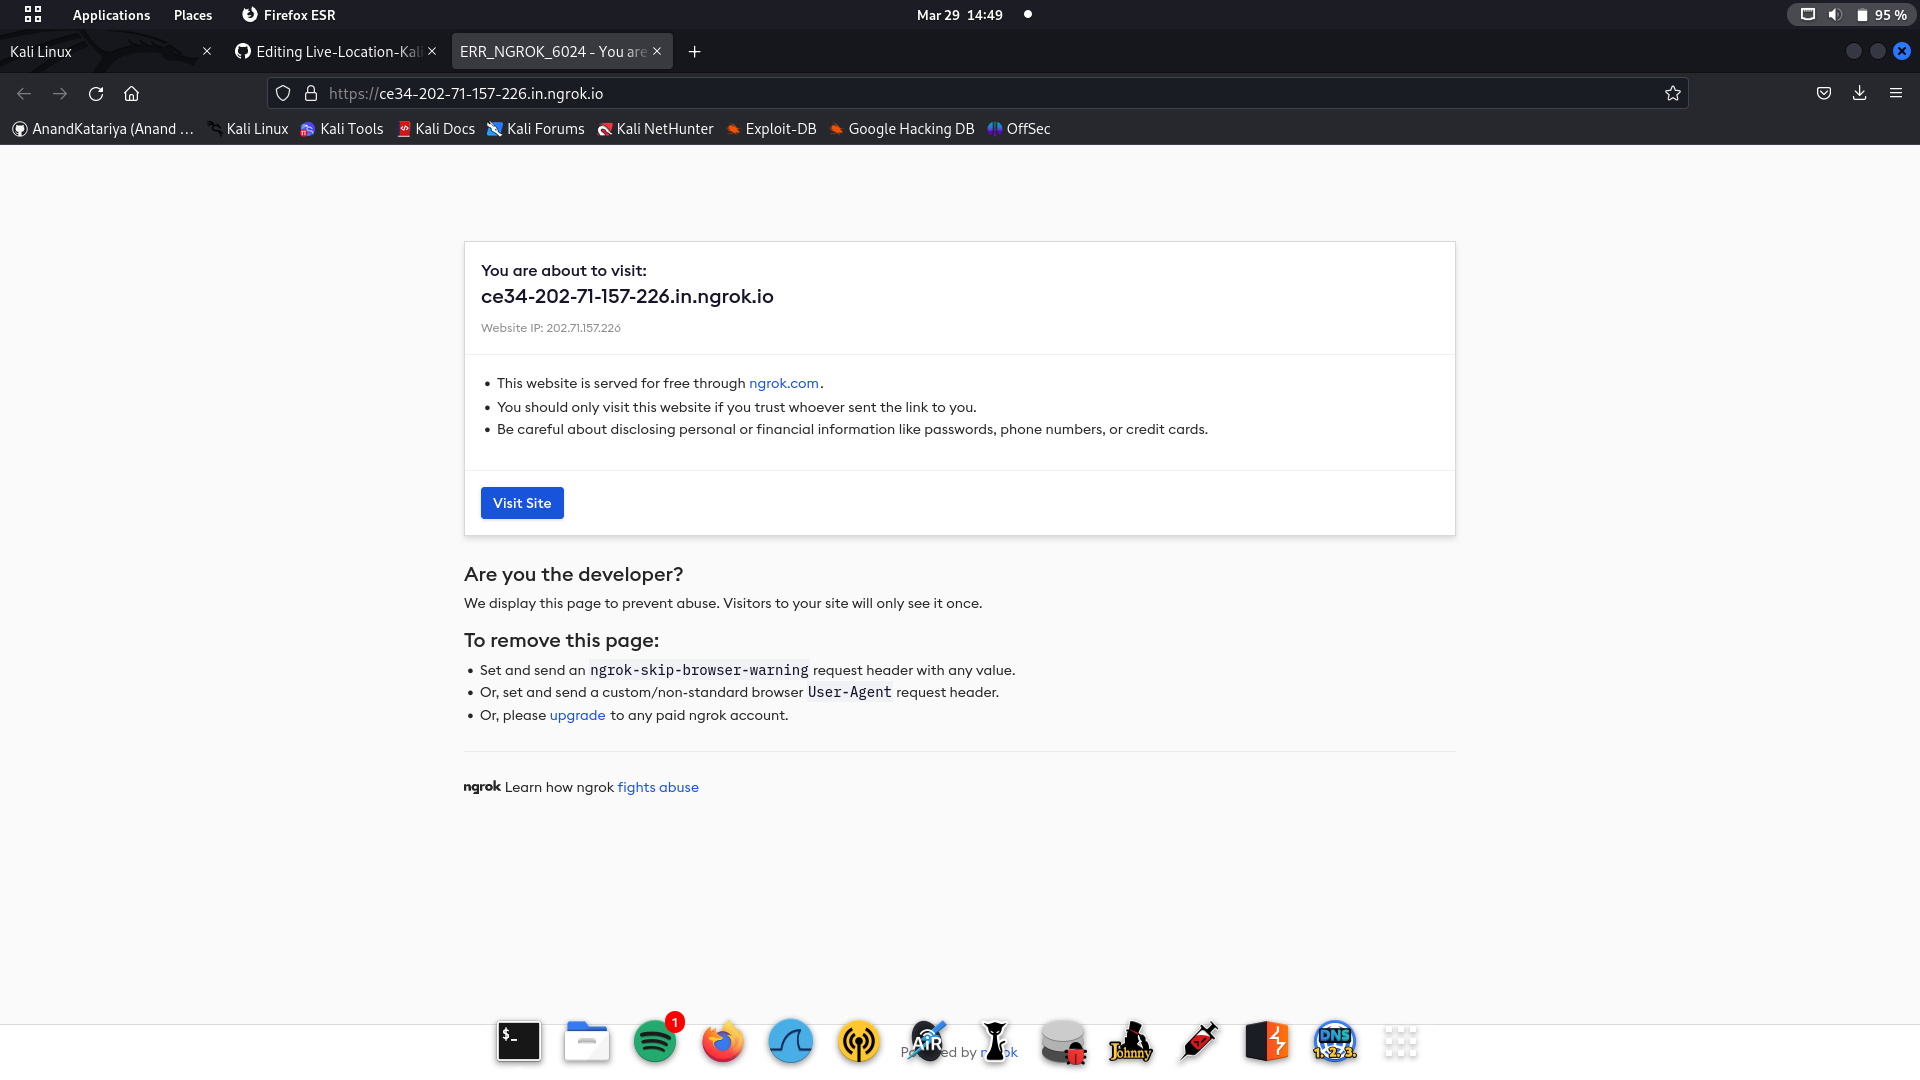 Applications Places Firefox ESR Mar 29 14:49 95 %
Kali Linux Editing Live-Location-Kali ERR_NGROK_6024 - You are
https://ce34-202-71-157-226.in.ngrok.io
AnandKatariya (Anand ... Kali Linux Kali Tools Kali Docs Kali Forums Kali NetHunter Exploit-DB Google Hacking DB OffSec
You are about to visit:
ce34-202-71-157-226.in.ngrok.io
Website IP: 202.71.157.226
• This website is served for free through ngrok.com.
• You should only visit this website if you trust whoever sent the link to you.
• Be careful about disclosing personal or financial information like passwords, phone numbers, or credit cards.
Visit Site
Are you the developer?
We display this page to prevent abuse. Visitors to your site will only see it once.
To remove this page:
• Set and send an ngrok-skip-browser-warning request header with any value.
• Or, set and send a custom/non-standard browser User-Agent request header.
• Or, please upgrade to any paid ngrok account.
ngrok Learn how ngrok fights abuse
$_ 1 AiR Johnny DNS
1.2.3.
by